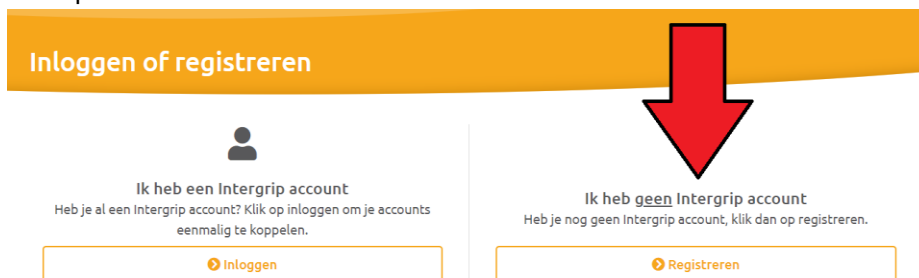 Inloggen of registreren
Ik heb een Intergrip account
Heb je al een Intergrip account? Klik op inloggen om je accounts
eenmalig te koppelen.
Inloggen
Ik heb geen Intergrip account
Heb je nog geen Intergrip account, klik dan op registreren.
Registreren